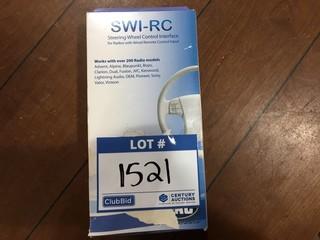 SWI-RC
Steering Wheel Control Interface
for Radios with Wired Remote Control Input
Works with over 200 Radio models
Advent, Alpine, Blaupunkt, Boyo,
Clarion, Dual, Fusion, JVC, Kenwood,
Lightning Audio, OEM, Pioneer, Sony,
Valor, Visteon
LOT #
1521
ClubBid
CENTURY
AUCTIONS